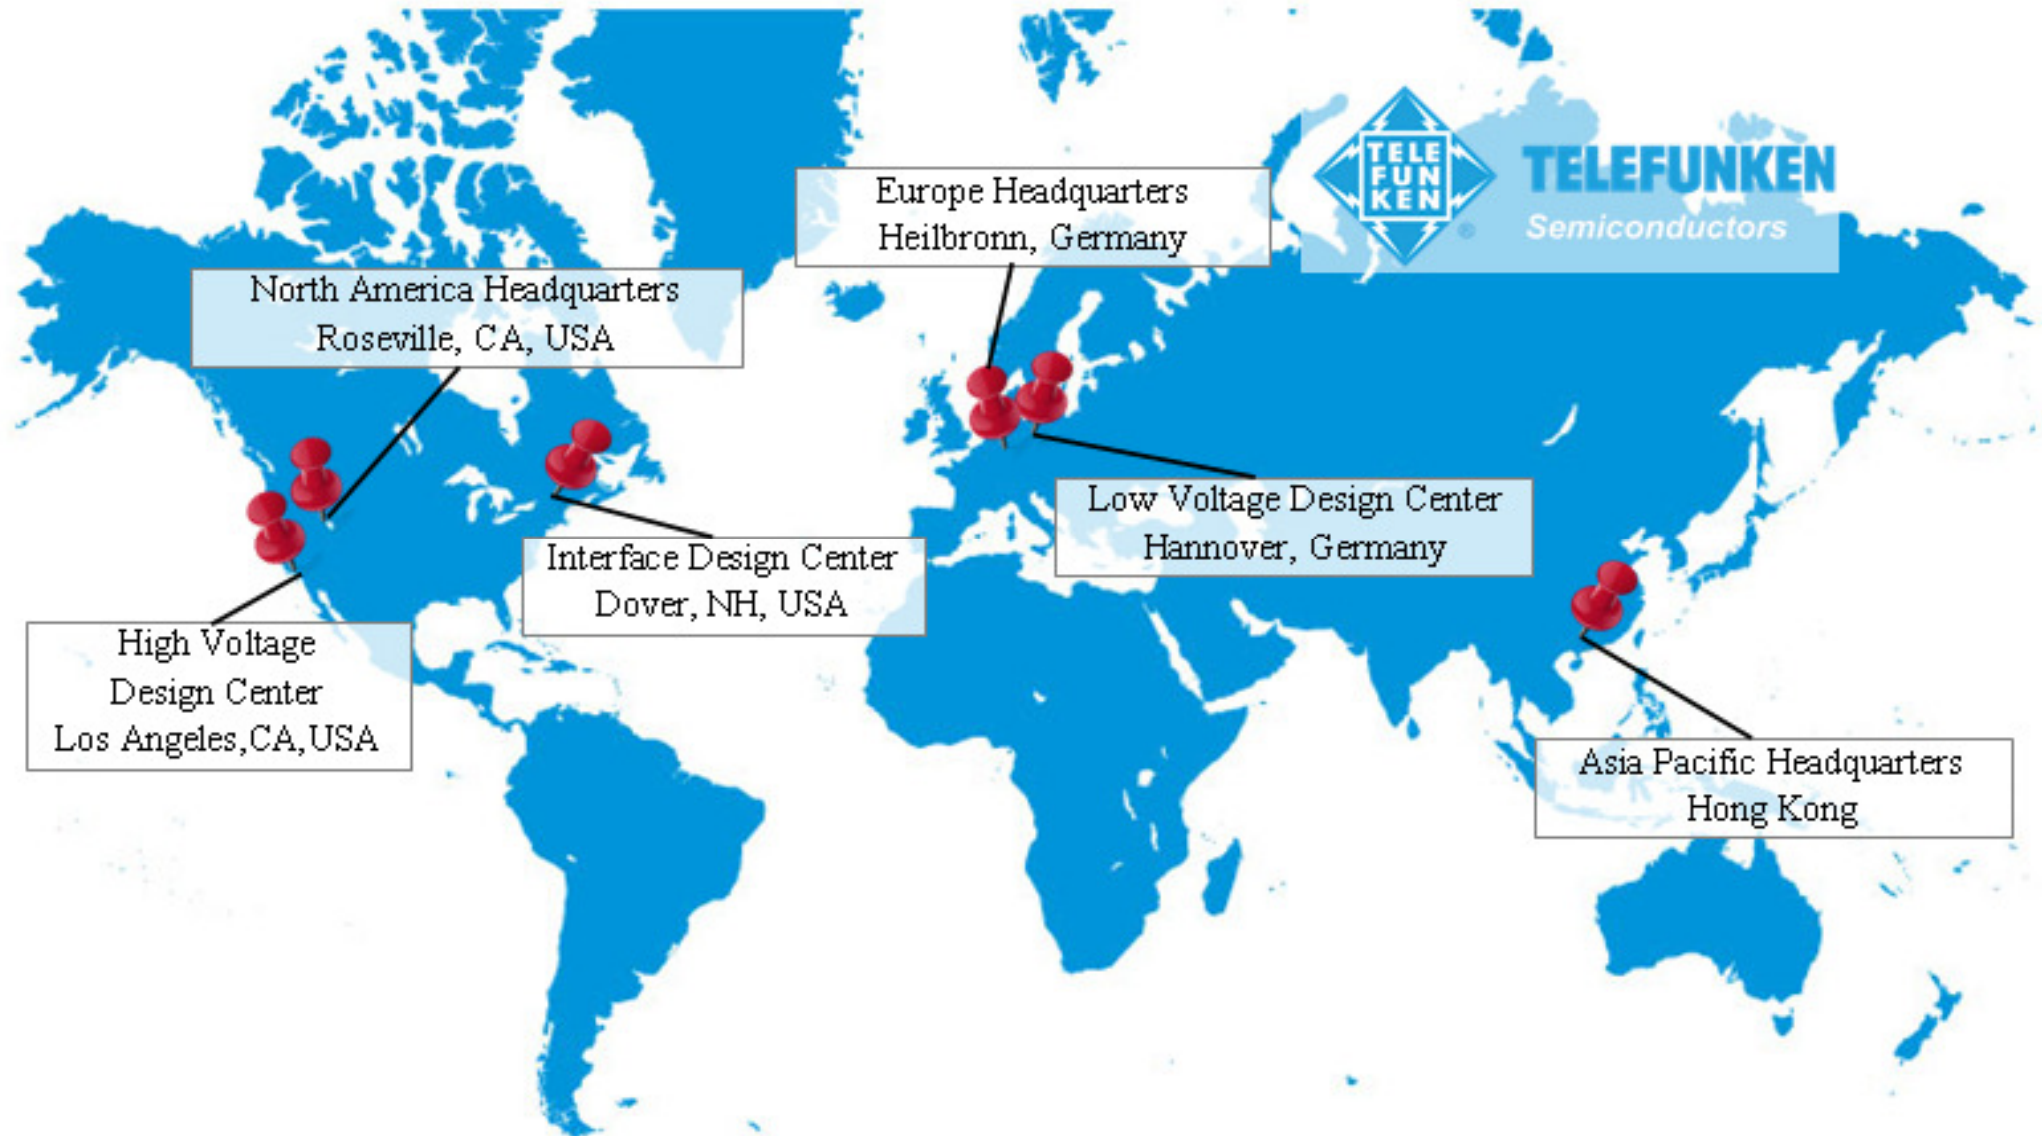 TELE
FUN
KEN
®
TELEFUNKEN
Semiconductors
Europe Headquarters
Heilbronn, Germany
North America Headquarters
Roseville, CA, USA
Low Voltage Design Center
Hannover, Germany
Interface Design Center
Dover, NH, USA
High Voltage
Design Center
Los Angeles,CA,USA
Asia Pacific Headquarters
Hong Kong